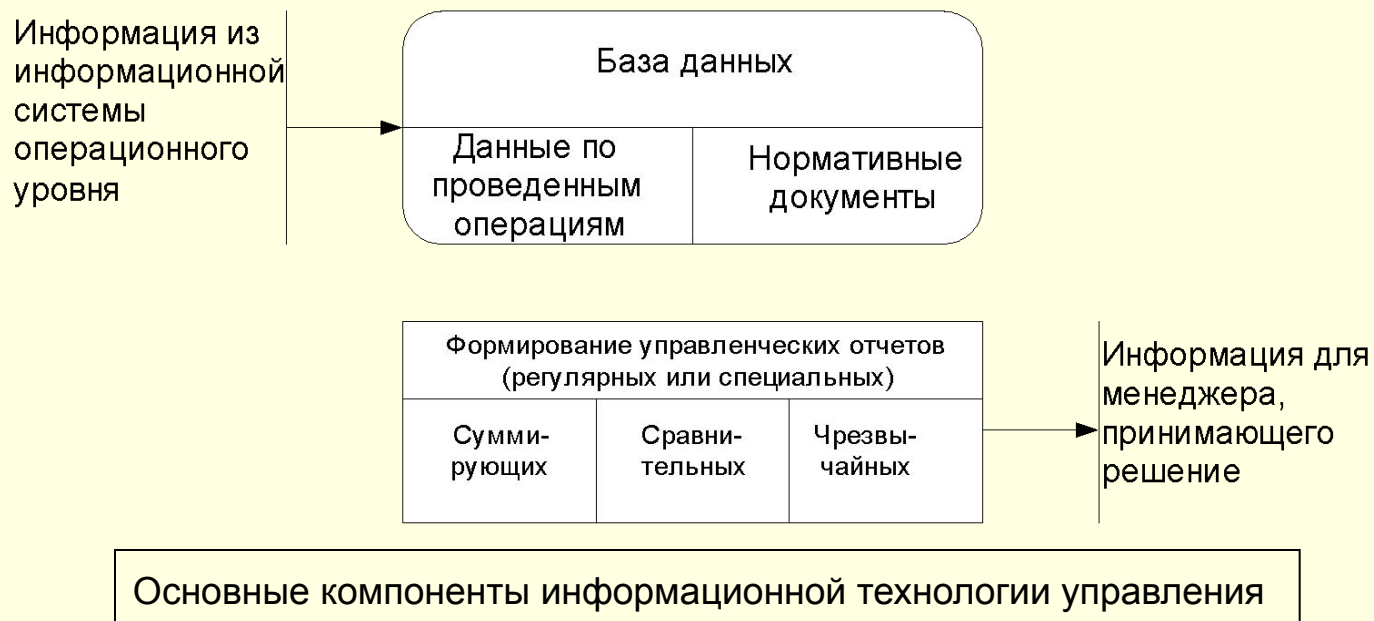 Информация из
информационной
системы
операционного
уровня
База данных
Данные по
проведенным
операциям
Нормативные
документы
Формирование управленческих отчетов
(регулярных или специальных)
Сумми-
рующих
Сравни-
тельных
Чрезвы-
чайных
Информация для
менеджера,
принимающего
решение
Основные компоненты информационной технологии управления